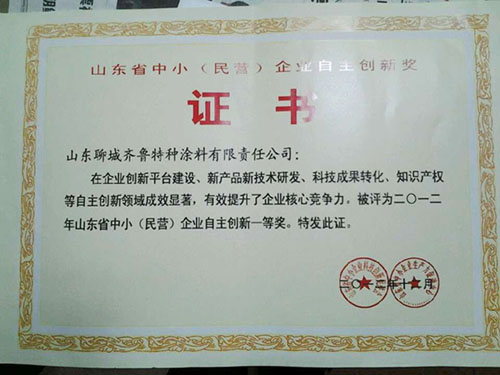 山东省中小（民营）企业自主创新奖
证书
山东聊城齐鲁特种涂料有限责任公司：
在企业创新平台建设、新产品新技术研发、科技成果转化、知识产权
等自主创新领域成效显著，有效提升了企业核心竞争力。被评为二〇一二
年山东省中小（民营）企业自主创新一等奖。特发此证。